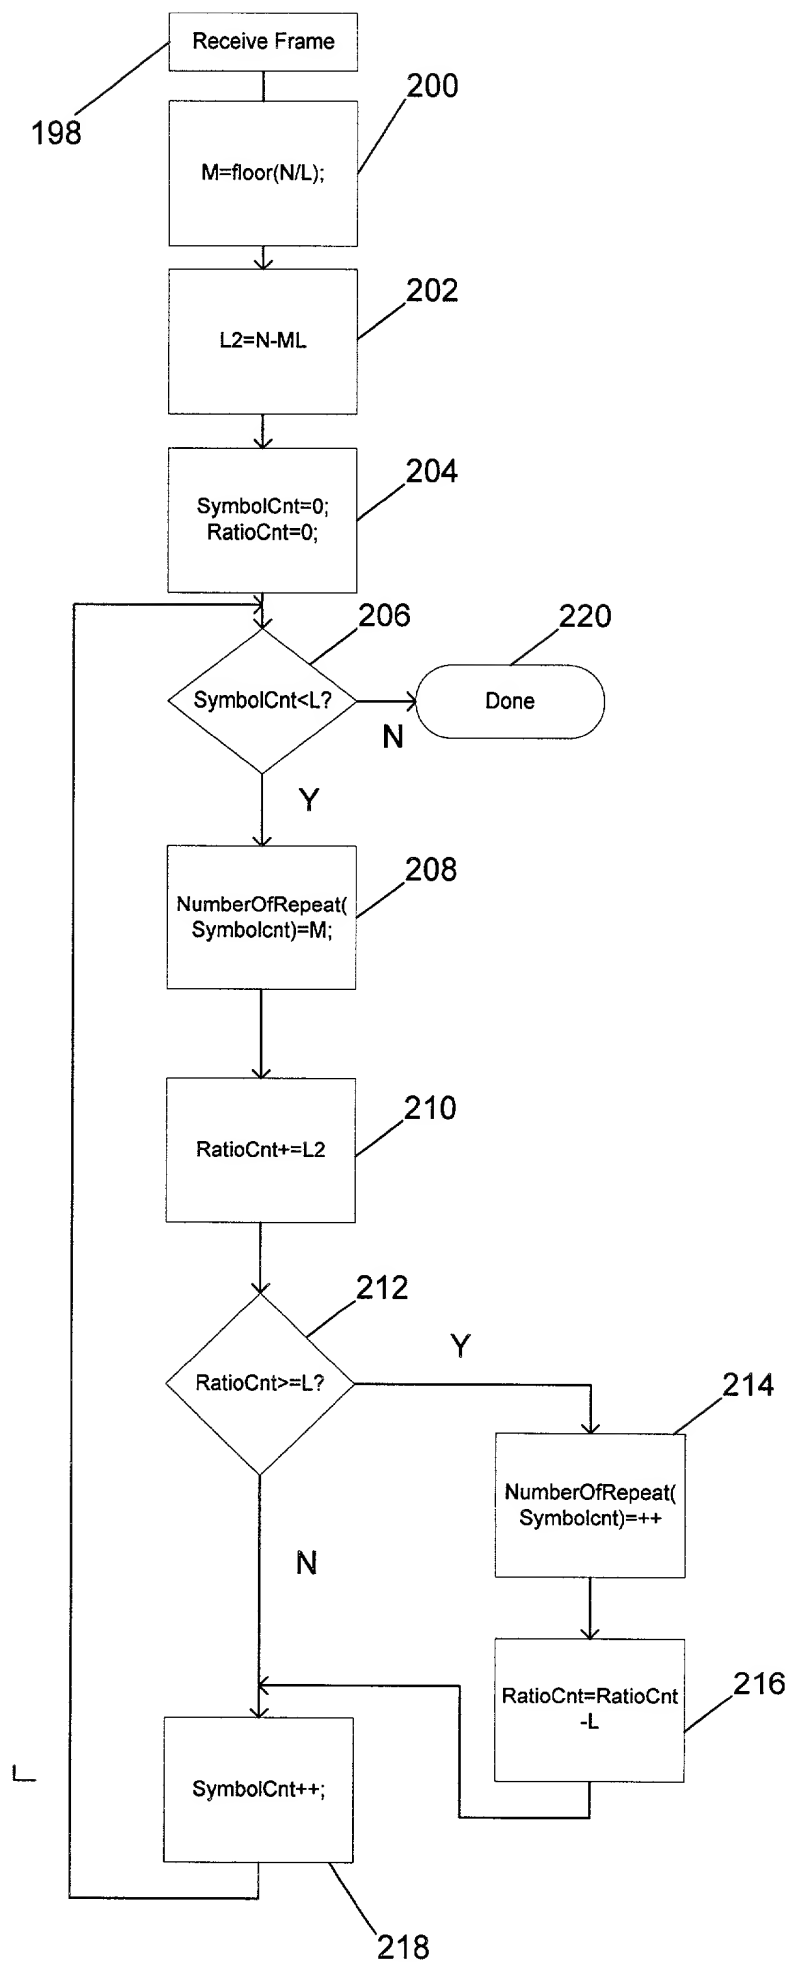 Receive Frame
198
200
M=floor(N/L);
202
L2=N-ML
204
SymbolCnt=0;
RatioCnt=0;
206
220
SymbolCnt<L?
Done
N
Y
208
NumberOfRepeat(
Symbolcnt)=M;
210
RatioCnt+=L2
212
Y
RatioCnt>=L?
214
NumberOfRepeat(
Symbolcnt)=++
N
216
RatioCnt=RatioCnt
-L
SymbolCnt++;
218